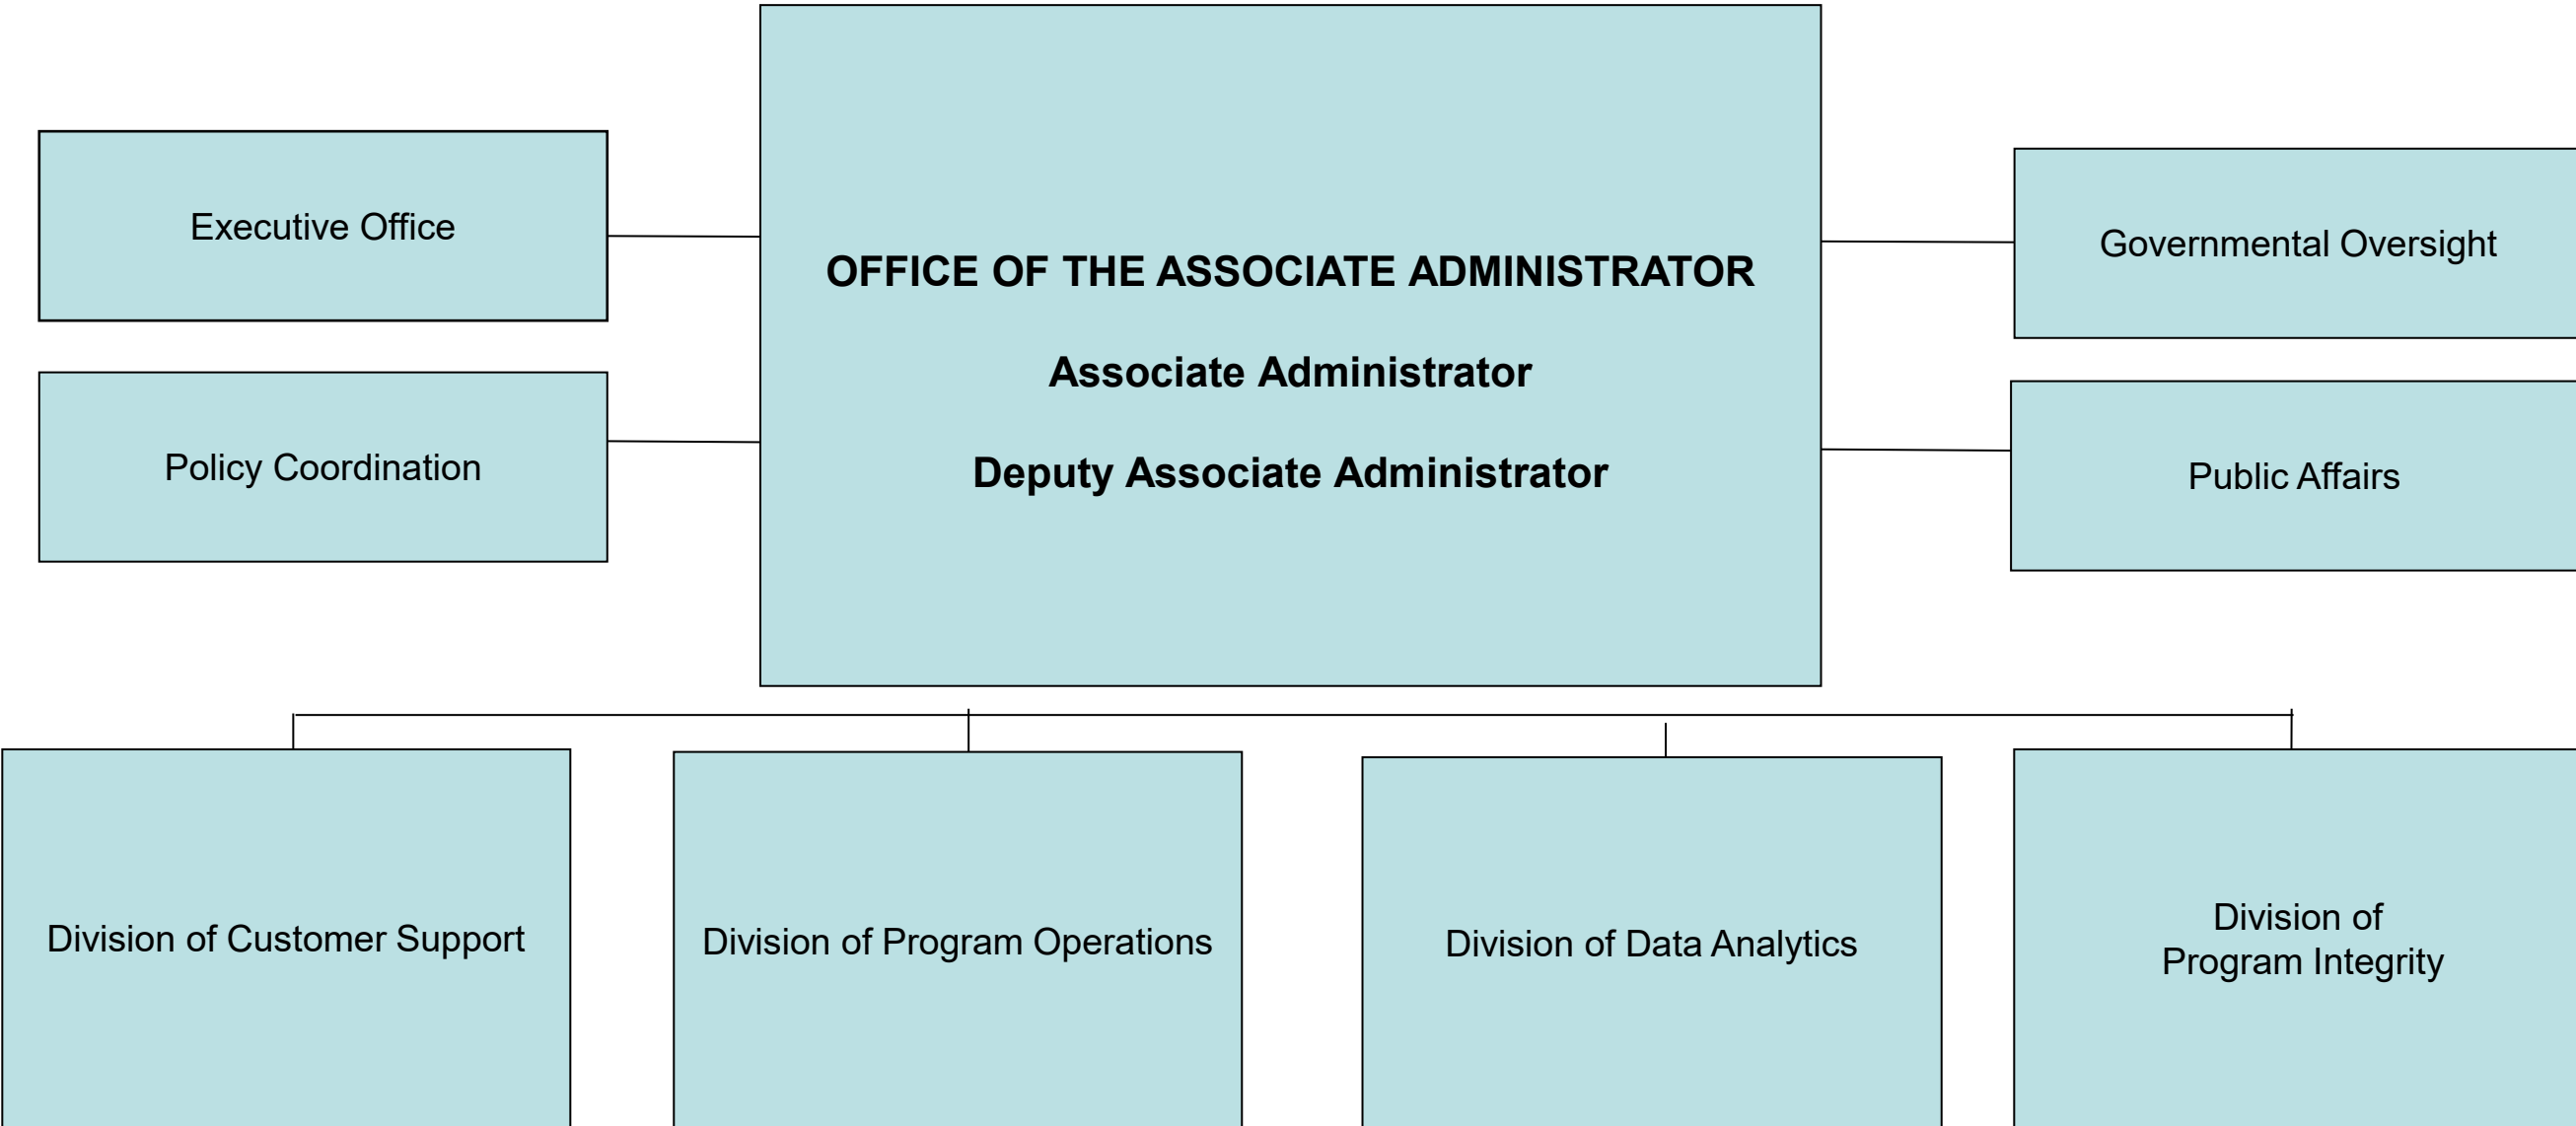 Executive Office
Policy Coordination
OFFICE OF THE ASSOCIATE ADMINISTRATOR
Associate Administrator
Deputy Associate Administrator
Governmental Oversight
Public Affairs
Division of Customer Support
Division of Program Operations
Division of Data Analytics
Division of
Program Integrity